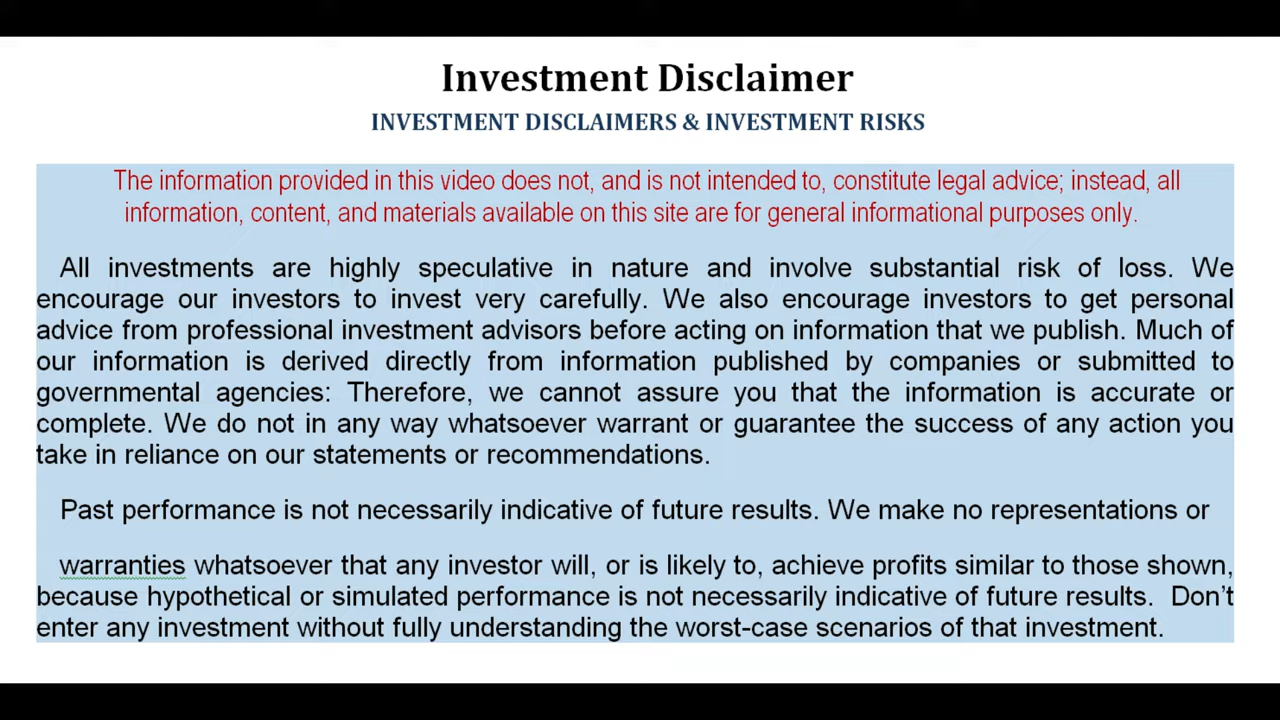 Investment Disclaimer
INVESTMENT DISCLAIMERS & INVESTMENT RISKS
The information provided in this video does not, and is not intended to, constitute legal advice; instead, all
information, content, and materials available on this site are for general informational purposes only.
All investments are highly speculative in nature and involve substantial risk of loss. We
encourage our investors to invest very carefully. We also encourage investors to get personal
advice from professional investment advisors before acting on information that we publish. Much of
our information is derived directly from information published by companies or submitted to
governmental agencies: Therefore, we cannot assure you that the information is accurate or
complete. We do not in any way whatsoever warrant or guarantee the success of any action you
take in reliance on our statements or recommendations.
Past performance is not necessarily indicative of future results. We make no representations or
warranties whatsoever that any investor will, or is likely to, achieve profits similar to those shown,
because hypothetical or simulated performance is not necessarily indicative of future results.  Don’t
enter any investment without fully understanding the worst-case scenarios of that investment.